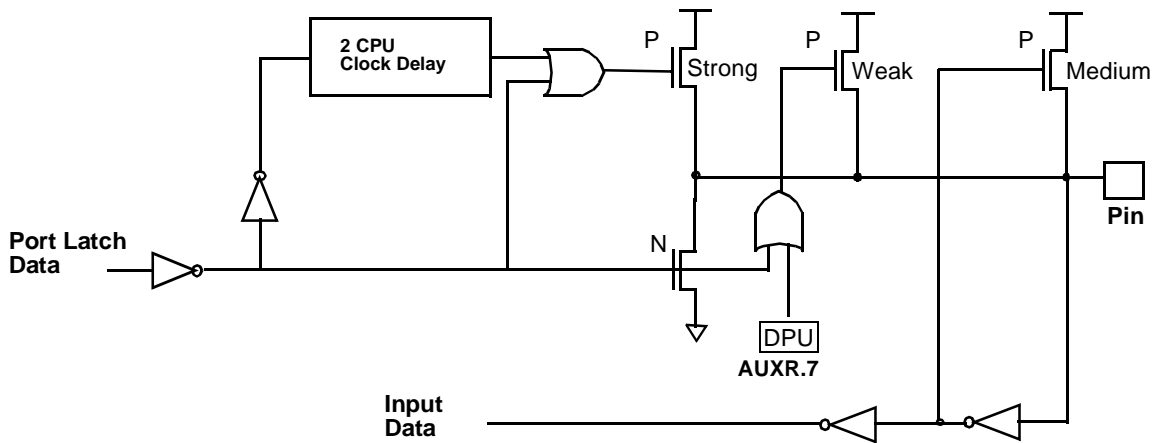 2 CPU
Clock Delay
P
Strong
P
Weak
P
Medium
Pin
Port Latch
Data
N
DPU
AUXR.7
Input
Data